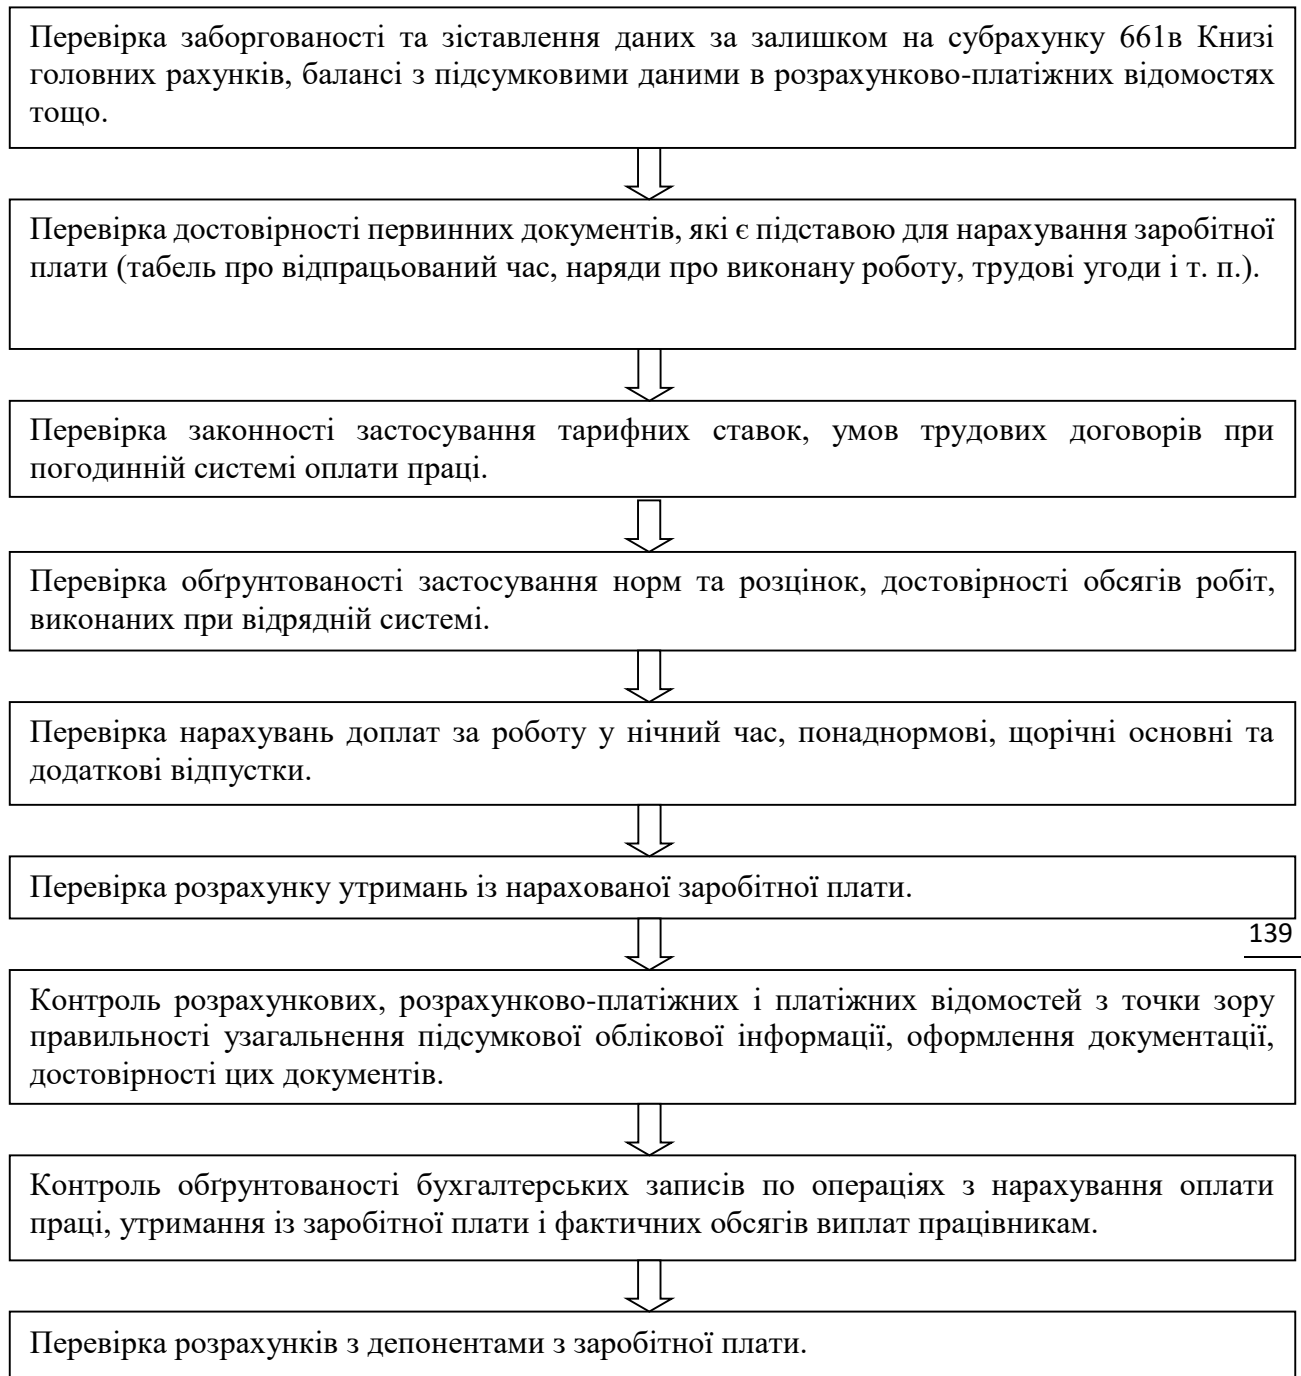 Перевірка заборгованості та зіставлення даних за залишком на субрахунку 661в Книзі
головних рахунків, балансі з підсумковими даними в розрахунково-платіжних відомостях
тощо.
Перевірка достовірності первинних документів, які є підставою для нарахування заробітної
плати (табель про відпрацьований час, наряди про виконану роботу, трудові угоди і т. п.).
Перевірка законності застосування тарифних ставок, умов трудових договорів при
погодинній системі оплати праці.
Перевірка обґрунтованості застосування норм та розцінок, достовірності обсягів робіт,
виконаних при відрядній системі.
Перевірка нарахувань доплат за роботу у нічний час, понаднормові, щорічні основні та
додаткові відпустки.
Перевірка розрахунку утримань із нарахованої заробітної плати.
139
Контроль розрахункових, розрахунково-платіжних і платіжних відомостей з точки зору
правильності узагальнення підсумкової облікової інформації, оформлення документації,
достовірності цих документів.
Контроль обґрунтованості бухгалтерських записів по операціях з нарахування оплати
праці, утримання із заробітної плати і фактичних обсягів виплат працівникам.
Перевірка розрахунків з депонентами з заробітної плати.